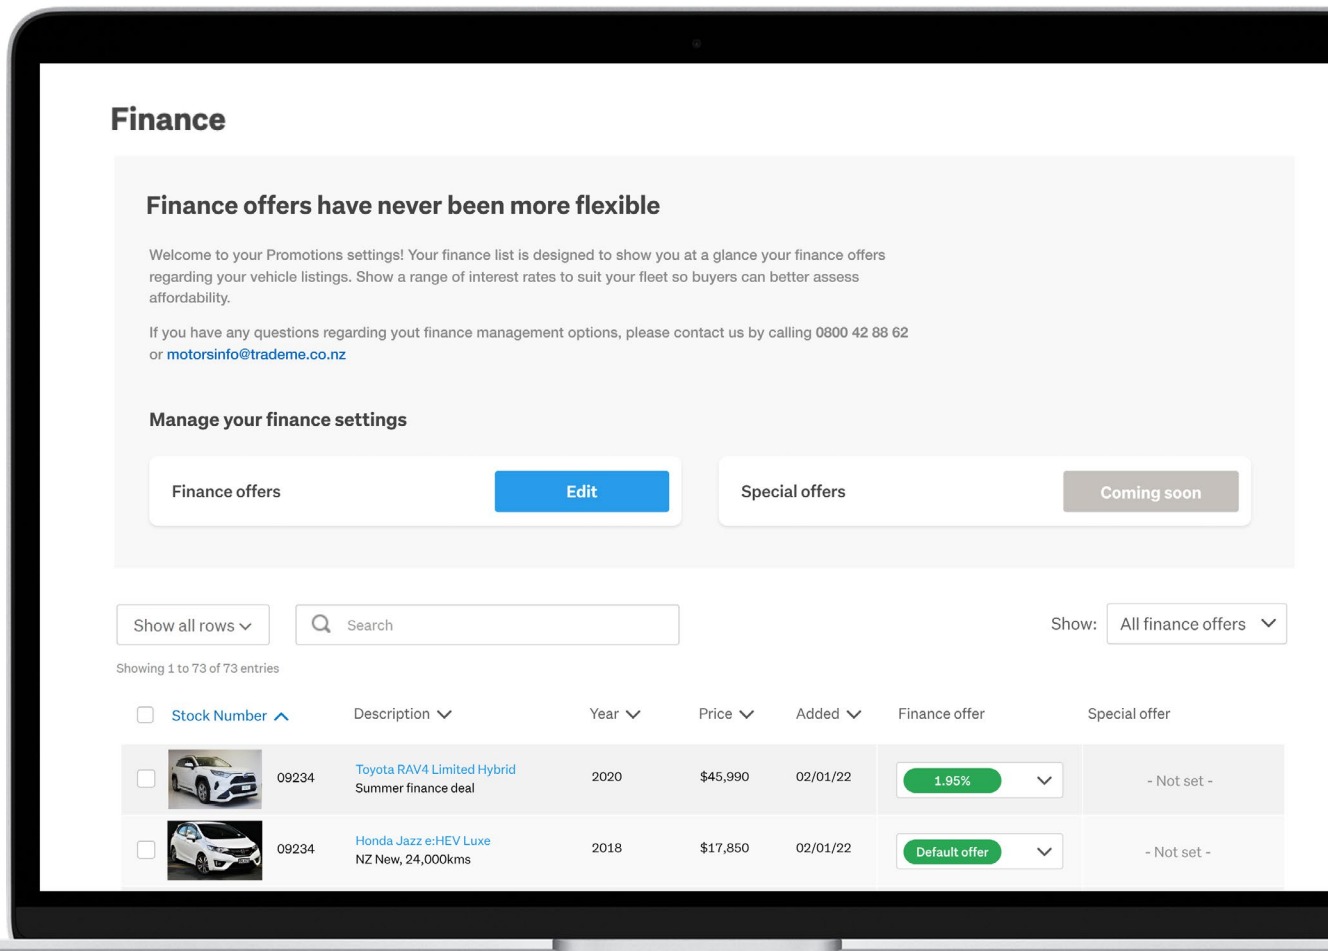 Finance
Finance offers have never been more flexible
Welcome to your Promotions settings! Your finance list is designed to show you at a glance your finance offers
regarding your vehicle listings. Show a range of interest rates to suit your fleet so buyers can better assess
affordability.
If you have any questions regarding yout finance management options, please contact us by calling 0800 42 88 62
or motorsinfo@trademe.co.nz
Manage your finance settings
Finance offers Edit Special offers Coming soon
Show all rows Search Show: All finance offers
Showing 1 to 73 of 73 entries
Stock Number Description Year Price Added Finance offer Special offer
09234 Toyota RAV4 Limited Hybrid 2020 $45,990 02/01/22 1.95% - Not set -
Summer finance deal
09234 Honda Jazz e:HEV Luxe 2018 $17,850 02/01/22 Default offer - Not set -
NZ New, 24,000kms